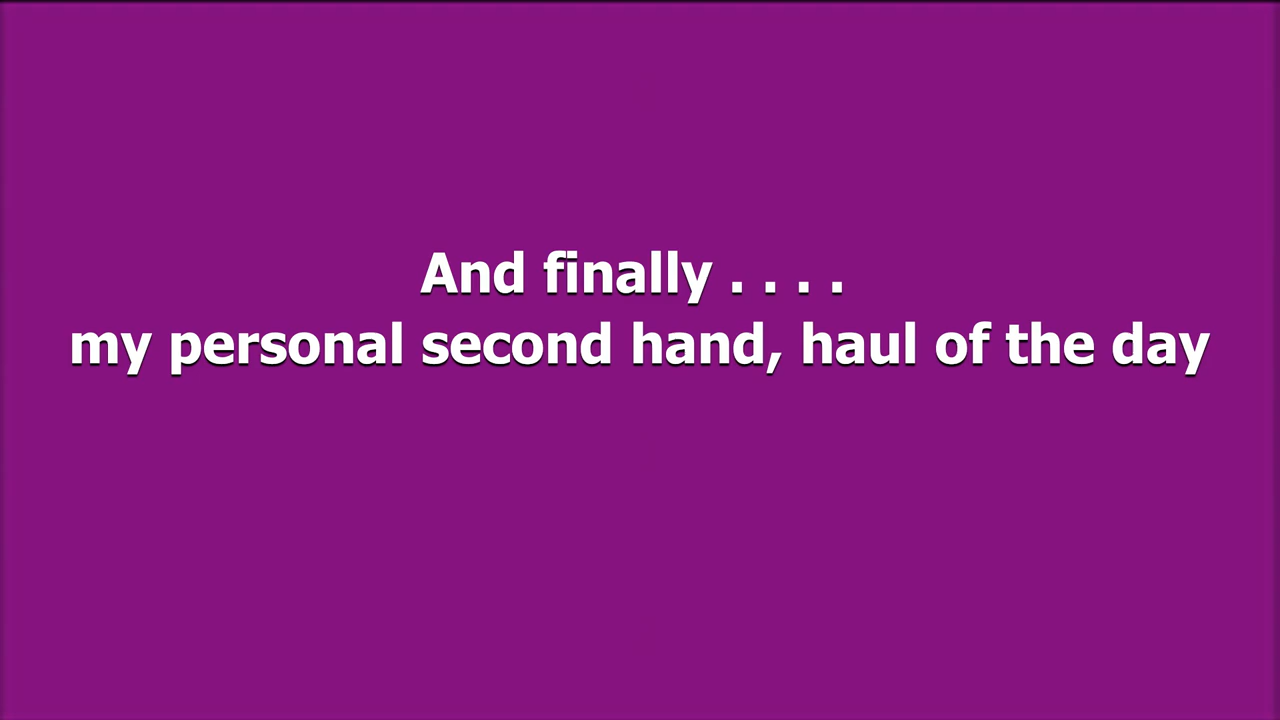 And finally . . . .
my personal second hand, haul of the day